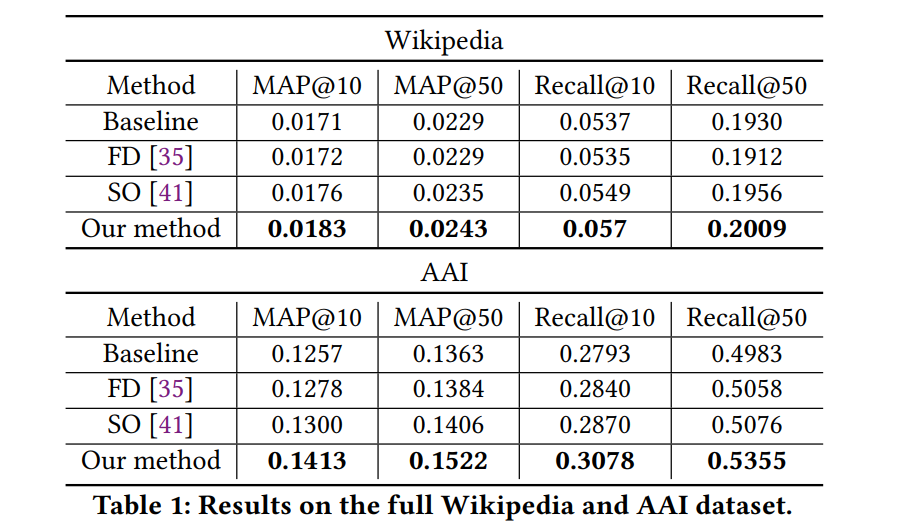 Wikipedia
Method MAP@10 MAP@50 Recall@10 Recall@50
Baseline 0.0171 0.0229 0.0537 0.1930
FD [35] 0.0172 0.0229 0.0535 0.1912
SO [41] 0.0176 0.0235 0.0549 0.1956
Our method 0.0183 0.0243 0.057 0.2009
AAI
Method MAP@10 MAP@50 Recall@10 Recall@50
Baseline 0.1257 0.1363 0.2793 0.4983
FD [35] 0.1278 0.1384 0.2840 0.5058
SO [41] 0.1300 0.1406 0.2870 0.5076
Our method 0.1413 0.1522 0.3078 0.5355
Table 1: Results on the full Wikipedia and AAI dataset.